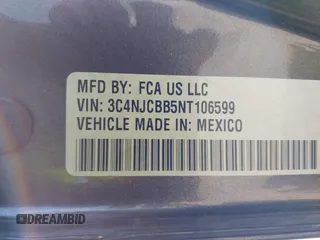 MFD BY: FCA US LLC
VIN: 3C4NJCBB5NT106599
VEHICLE MADE IN: MEXICO
DREAMBID